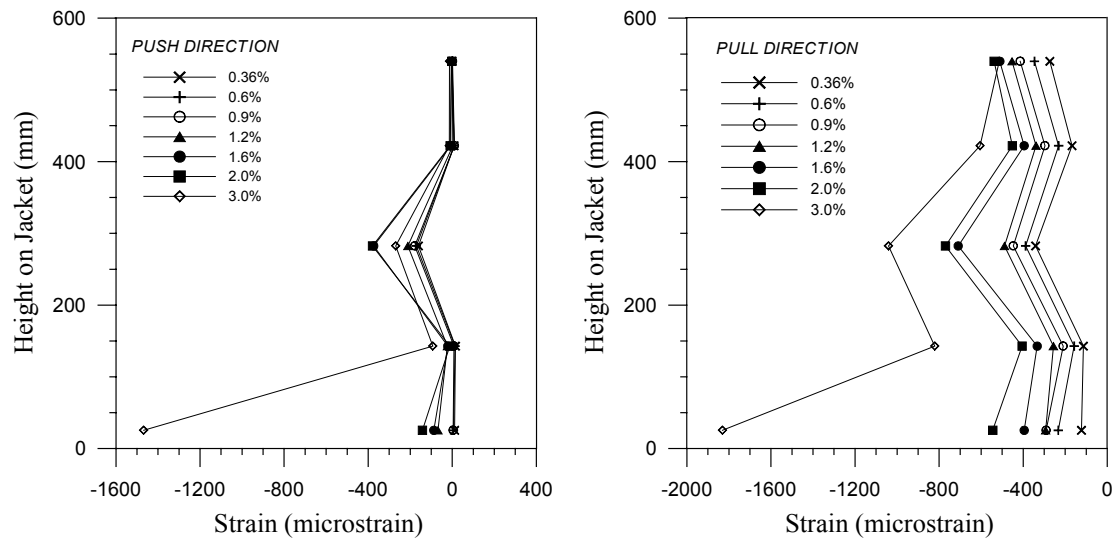 600
400
200
0
Height on Jacket (mm)
PUSH DIRECTION
0.36%
0.6%
0.9%
1.2%
1.6%
2.0%
3.0%
-1600 -1200 -800 -400 0 400
Strain (microstrain)
600
400
200
0
Height on Jacket (mm)
PULL DIRECTION
0.36%
0.6%
0.9%
1.2%
1.6%
2.0%
3.0%
-2000 -1600 -1200 -800 -400 0
Strain (microstrain)